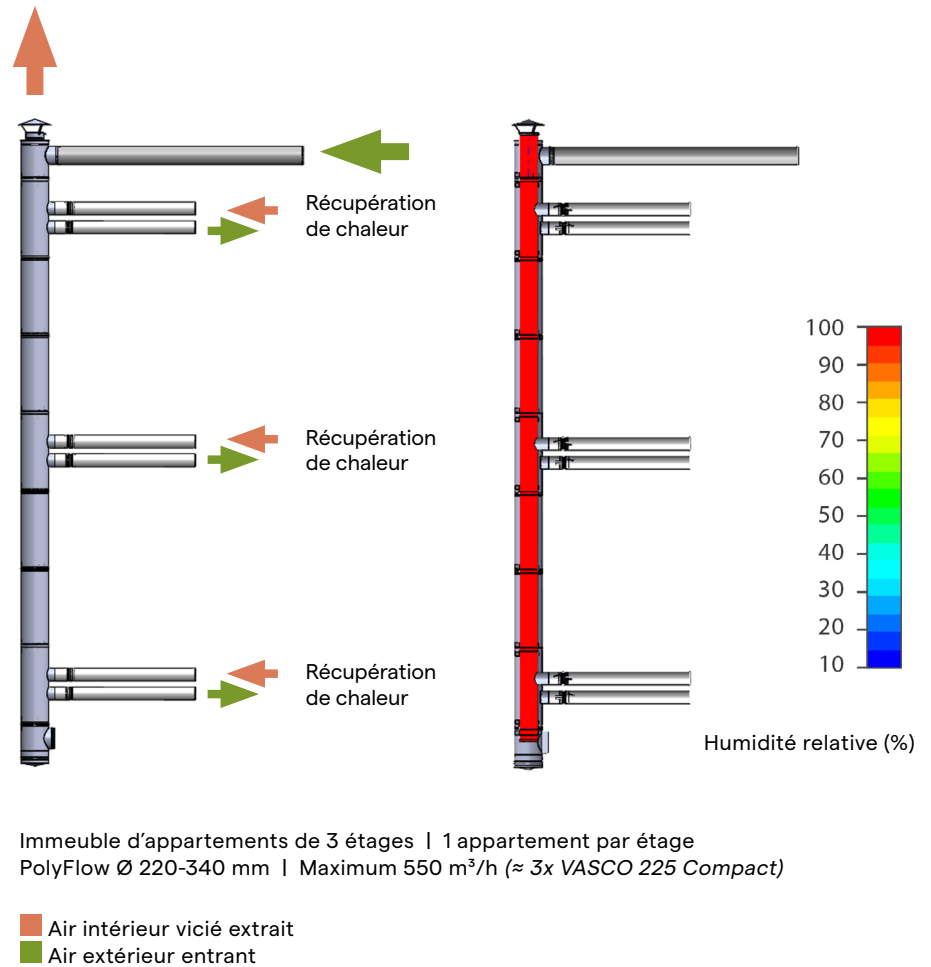 Récupération
de chaleur
Récupération
de chaleur
Récupération
de chaleur
100
90
80
70
60
50
40
30
20
10
Humidité relative (%)
Immeuble d’appartements de 3 étages | 1 appartement par étage
PolyFlow Ø 220-340 mm | Maximum 550 m³/h (≈ 3x VASCO 225 Compact)
Air intérieur vicié extrait
Air extérieur entrant